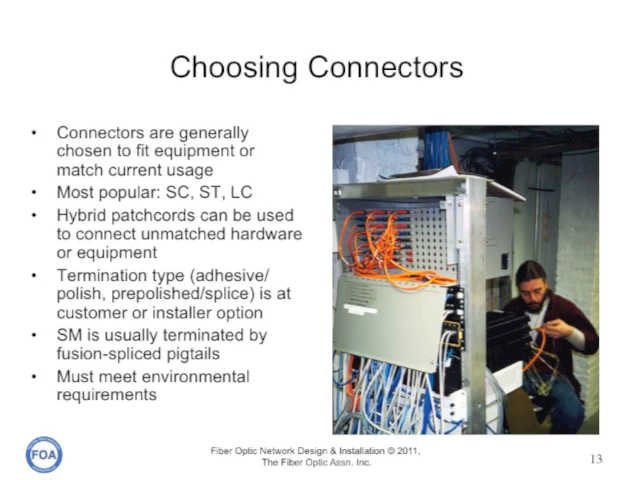 Choosing Connectors
• Connectors are generally
chosen to fit equipment or
match current usage
• Most popular: SC, ST, LC
• Hybrid patchcords can be used
to connect unmatched hardware
or equipment
• Termination type (adhesive/
polish, prepolished/splice) is at
customer or installer option
• SM is usually terminated by
fusion-spliced pigtails
• Must meet environmental
requirements
FOA
Fiber Optic Network Design & Installation © 2011,
The Fiber Optic Assn. Inc.
13